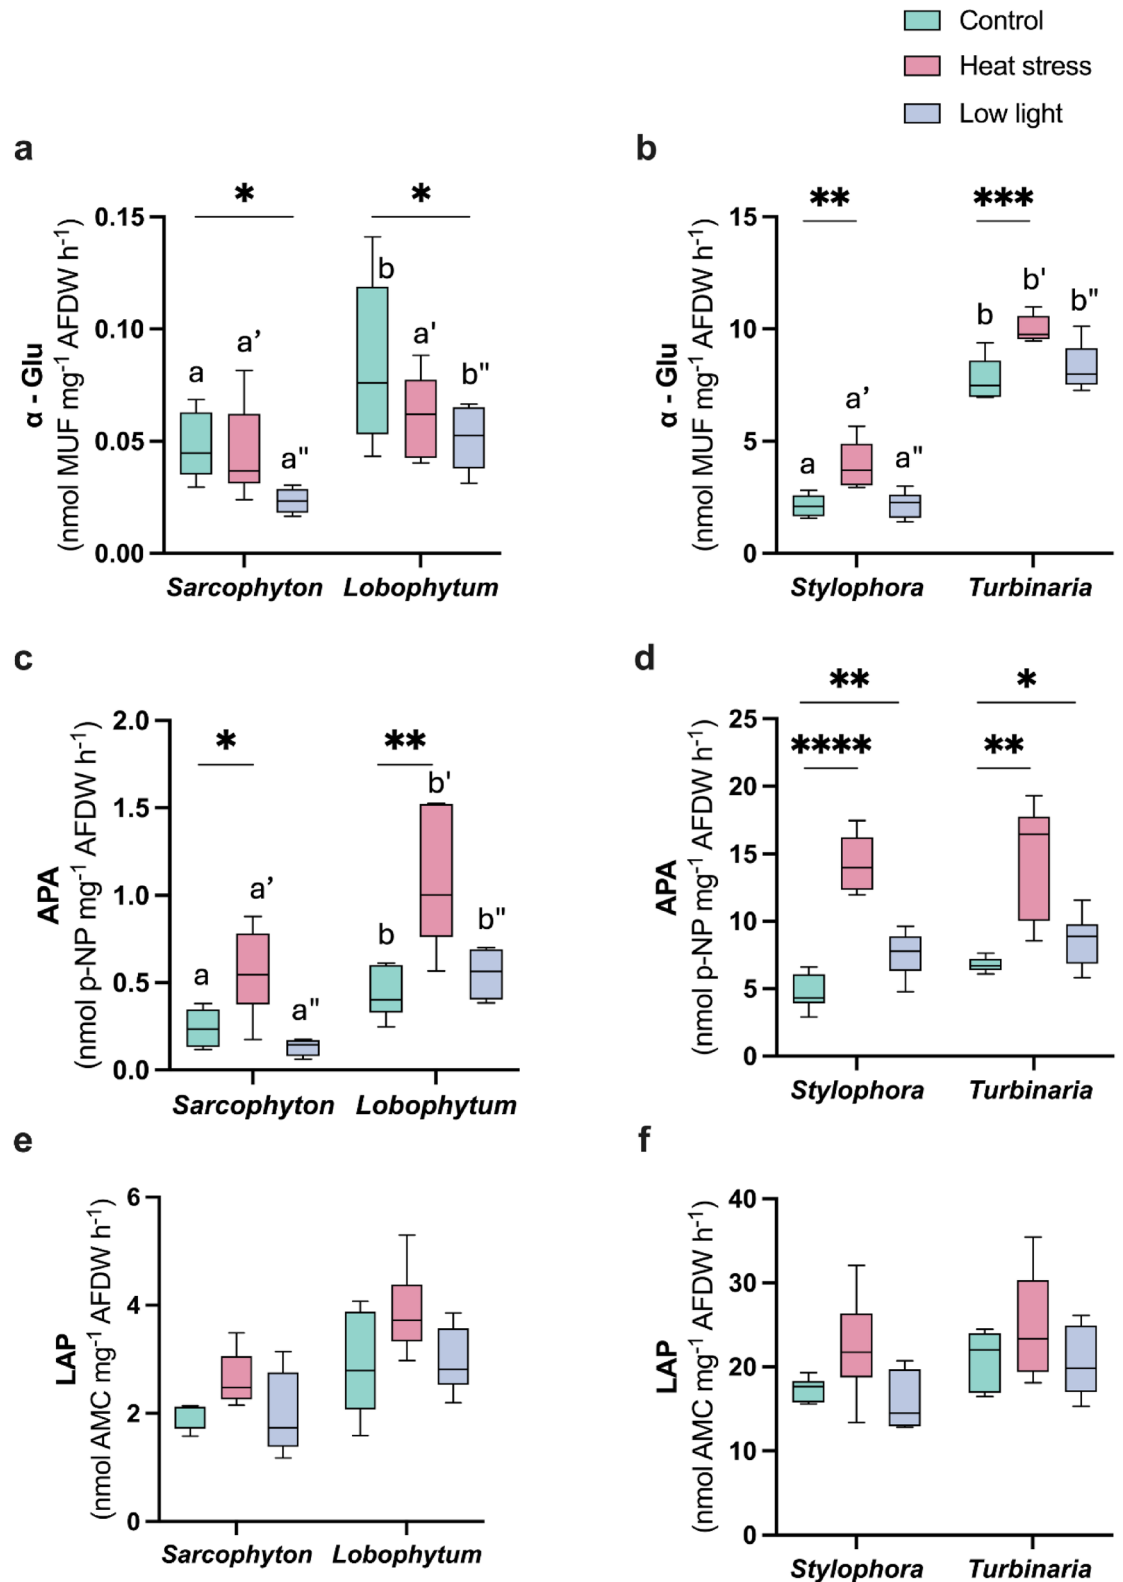 Control
Heat stress
Low light
a
α - Glu
(nmol MUF mg-1 AFDW h-1)
0.15
0.10
0.05
0.00
*
*
a
a’
a"
b
a'
b"
Sarcophyton
Lobophytum
b
α - Glu
(nmol MUF mg-1 AFDW h-1)
15
10
5
0
**
***
a
a’
a"
b
b'
b"
Stylophora
Turbinaria
c
APA
(nmol p-NP mg-1 AFDW h-1)
2.0
1.5
1.0
0.5
0.0
*
**
a
a’
a"
b
b'
b"
Sarcophyton
Lobophytum
d
APA
(nmol p-NP mg-1 AFDW h-1)
25
20
15
10
5
0
**
*
****
**
Stylophora
Turbinaria
e
LAP
(nmol AMC mg-1 AFDW h-1)
6
4
2
0
Sarcophyton
Lobophytum
f
LAP
(nmol AMC mg-1 AFDW h-1)
40
30
20
10
0
Stylophora
Turbinaria